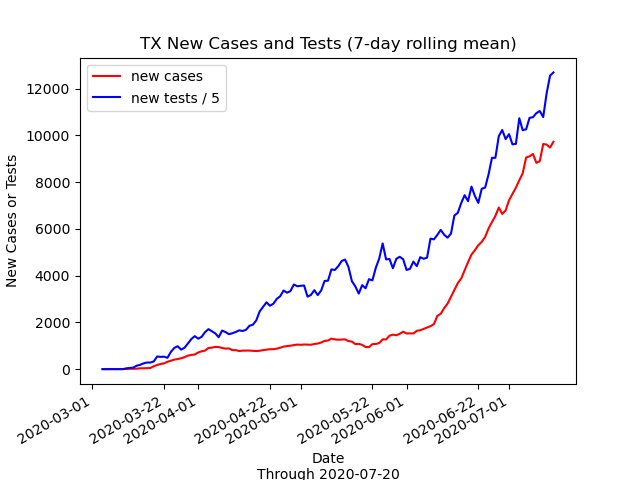 TX New Cases and Tests (7-day rolling mean)
new cases
new tests / 5
New Cases or Tests
12000
10000
8000
6000
4000
2000
0
2020-03-01
2020-03-22
2020-04-01
2020-04-22
2020-05-01
2020-05-22
2020-06-01
2020-06-22
2020-07-01
Date
Through 2020-07-20